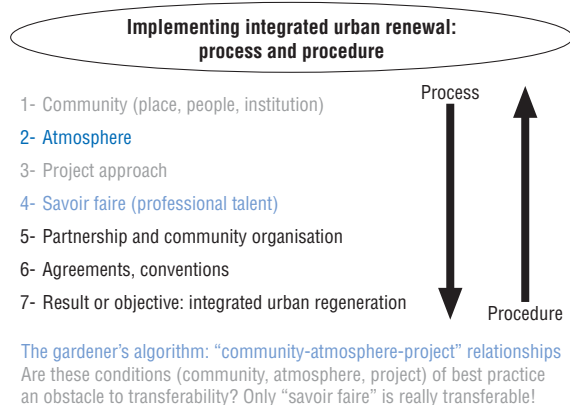 Implementing integrated urban renewal:
process and procedure
Process
1- Community (place, people, institution)
2- Atmosphere
3- Project approach
4- Savoir faire (professional talent)
5- Partnership and community organisation
6- Agreements, conventions
7- Result or objective: integrated urban regeneration
Procedure
The gardener's algorithm: “community-atmosphere-project” relationships
Are these conditions (community, atmosphere, project) of best practice
an obstacle to transferability? Only “savoir faire” is really transferable!